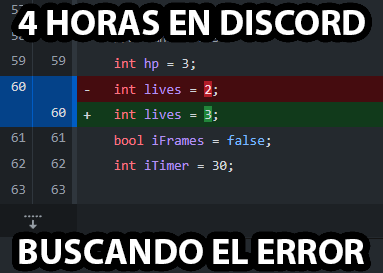 4 HORAS EN DISCORD
59 59 int hp = 3;
60 - int lives = 2;
60 + int lives = 3;
61 61 bool iFrames = false;
62 62 int iTimer = 30;
63 63
BUSCANDO EL ERROR